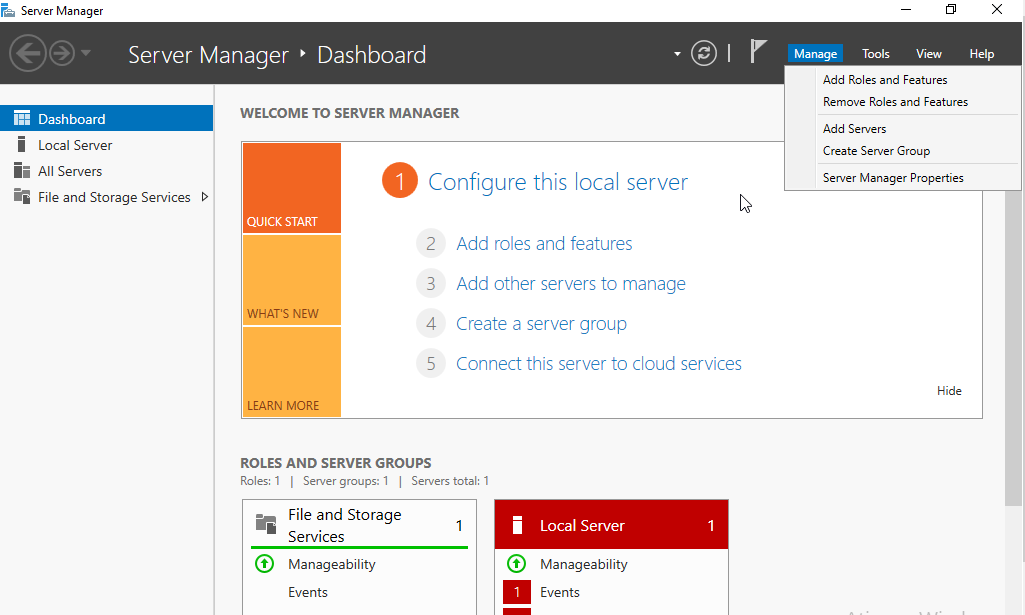 Server Manager
Server Manager ‣ Dashboard
Manage Tools View Help
Add Roles and Features
Remove Roles and Features
Add Servers
Create Server Group
Server Manager Properties
Dashboard
Local Server
All Servers
File and Storage Services
WELCOME TO SERVER MANAGER
QUICK START
WHAT'S NEW
LEARN MORE
1 Configure this local server
2 Add roles and features
3 Add other servers to manage
4 Create a server group
5 Connect this server to cloud services
Hide
ROLES AND SERVER GROUPS
Roles: 1 | Server groups: 1 | Servers total: 1
File and Storage
Services 1
Manageability
Events
Local Server 1
Manageability
1 Events